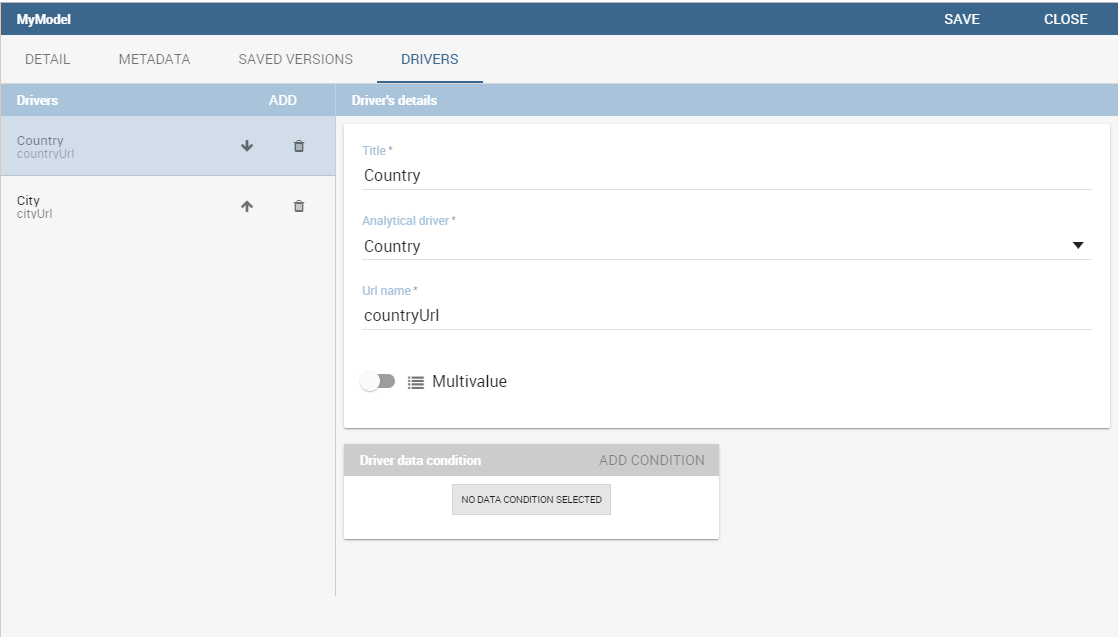 MyModel SAVE CLOSE
DETAIL METADATA SAVED VERSIONS DRIVERS
Drivers ADD Driver's details
Country
countryUrl
City
cityUrl
Title *
Country
Analytical driver *
Country
Url name *
countryUrl
Multivalue
Driver data condition ADD CONDITION
NO DATA CONDITION SELECTED